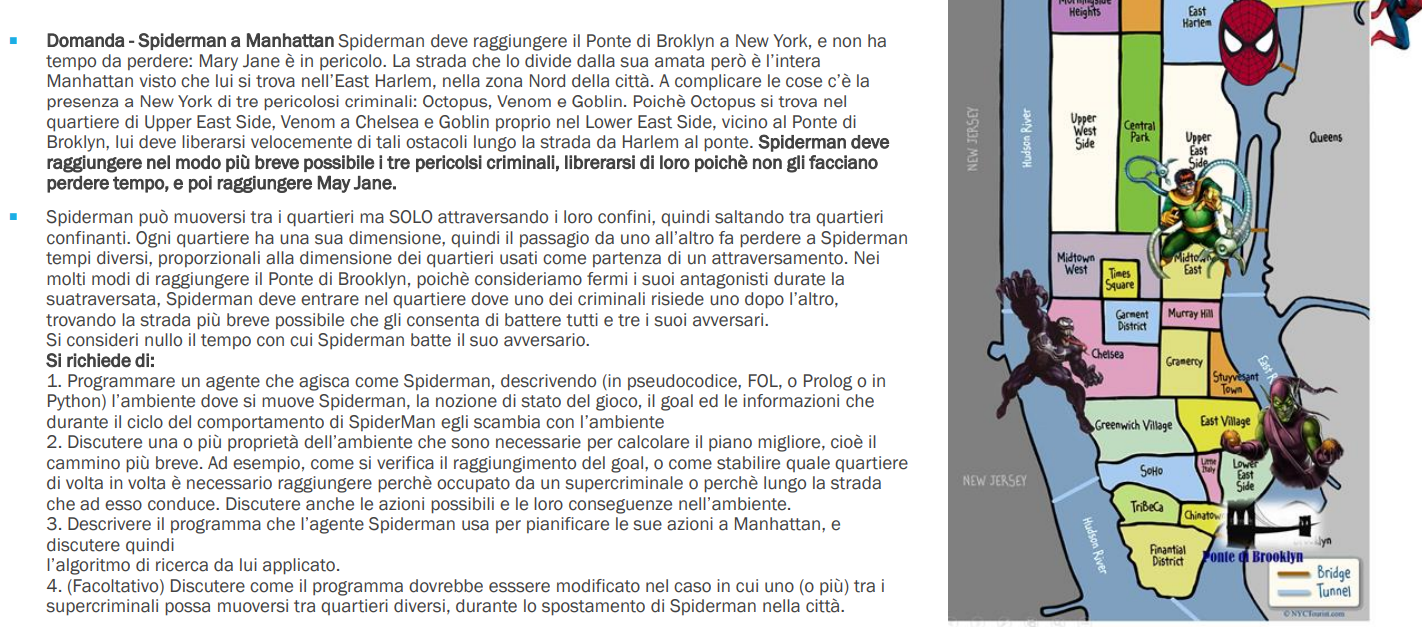 Domanda - Spiderman a Manhattan Spiderman deve raggiungere il Ponte di Broklyn a New York, e non ha
tempo da perdere: Mary Jane è in pericolo. La strada che lo divide dalla sua amata però è l'intera
Manhattan visto che lui si trova nell'East Harlem, nella zona Nord della città. A complicare le cose c'è la
presenza a New York di tre pericolosi criminali: Octopus, Venom e Goblin. Poichè Octopus si trova nel
quartiere di Upper East Side, Venom a Chelsea e Goblin proprio nel Lower East Side, vicino al Ponte di
Broklyn, lui deve liberarsi velocemente di tali ostacoli lungo la strada da Harlem al ponte. Spiderman deve
raggiungere nel modo più breve possibile i tre pericolsi criminali, librerarsi di loro poichè non gli facciano
perdere tempo, e poi raggiungere May Jane.
Spiderman può muoversi tra i quartieri ma SOLO attraversando i loro confini, quindi saltando tra quartieri
confinanti. Ogni quartiere ha una sua dimensione, quindi il passagio da uno all'altro fa perdere a Spiderman
tempi diversi, proporzionali alla dimensione dei quartieri usati come partenza di un attraversamento. Nei
molti modi di raggiungere il Ponte di Brooklyn, poichè consideriamo fermi i suoi antagonisti durate la
suatraversata, Spiderman deve entrare nel quartiere dove uno dei criminali risiede uno dopo l'altro,
trovando la strada più breve possibile che gli consenta di battere tutti e tre i suoi avversari.
Si consideri nullo il tempo con cui Spiderman batte il suo avversario.
Si richiede di:
1. Programmare un agente che agisca come Spiderman, descrivendo (in pseudocodice, FOL, o Prolog o in
Python) l'ambiente dove si muove Spiderman, la nozione di stato del gioco, il goal ed le informazioni che
durante il ciclo del comportamento di SpiderMan egli scambia con l'ambiente
2. Discutere una o più proprietà dell'ambiente che sono necessarie per calcolare il piano migliore, cioè il
cammino più breve. Ad esempio, come si verifica il raggiungimento del goal, o come stabilire quale quartiere
di volta in volta è necessario raggiungere perchè occupato da un supercriminale o perchè lungo la strada
che ad esso conduce. Discutere anche le azioni possibili e le loro conseguenze nell'ambiente.
3. Descrivere il programma che l'agente Spiderman usa per pianificare le sue azioni a Manhattan, e
discutere quindi
l'algoritmo di ricerca da lui applicato.
4. (Facoltativo) Discutere come il programma dovrebbe esssere modificato nel caso in cui uno (o più) tra i
supercriminali possa muoversi tra quartieri diversi, durante lo spostamento di Spiderman nella città.
Morningside
Heights
East
Harlem
NEW JERSEY
Hudson River
Upper
West
Side
Central
Park
Upper
East
Side
Queens
Midtown
West
Times
Square
Midtown
East
Garment
District
Murray Hill
Chelsea
Gramercy
Stuyvesant
Town
East R
Greenwich Village
East Village
SoHo
Little
Italy
Lower
East
Side
NEW JERSEY
TriBeCa
Chinatow
Hudson River
Finantial
District
Ponte di Brooklyn
lyn
Bridge
Tunnel
© NYCTourist.com